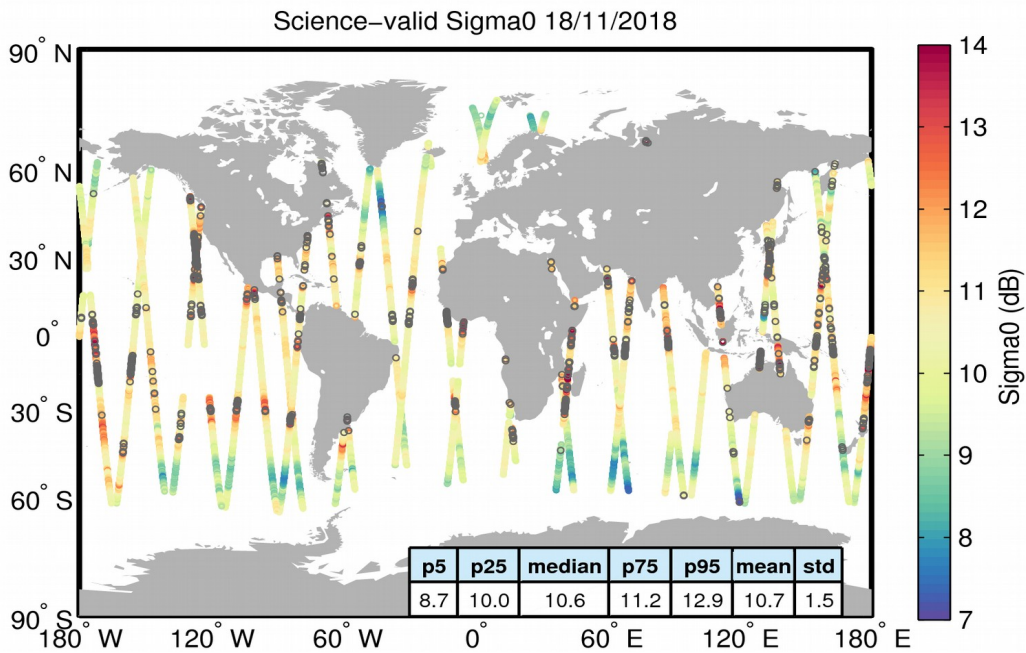 Science−valid Sigma0 18/11/2018
90° N
60° N
30° N
0°
30° S
60° S
90° S
180° W
120° W
60° W
0°
60° E
120° E
180° E
p5 p25 median p75 p95 mean std
8.7 10.0 10.6 11.2 12.9 10.7 1.5
14
13
12
11
10
9
8
7
Sigma0 (dB)